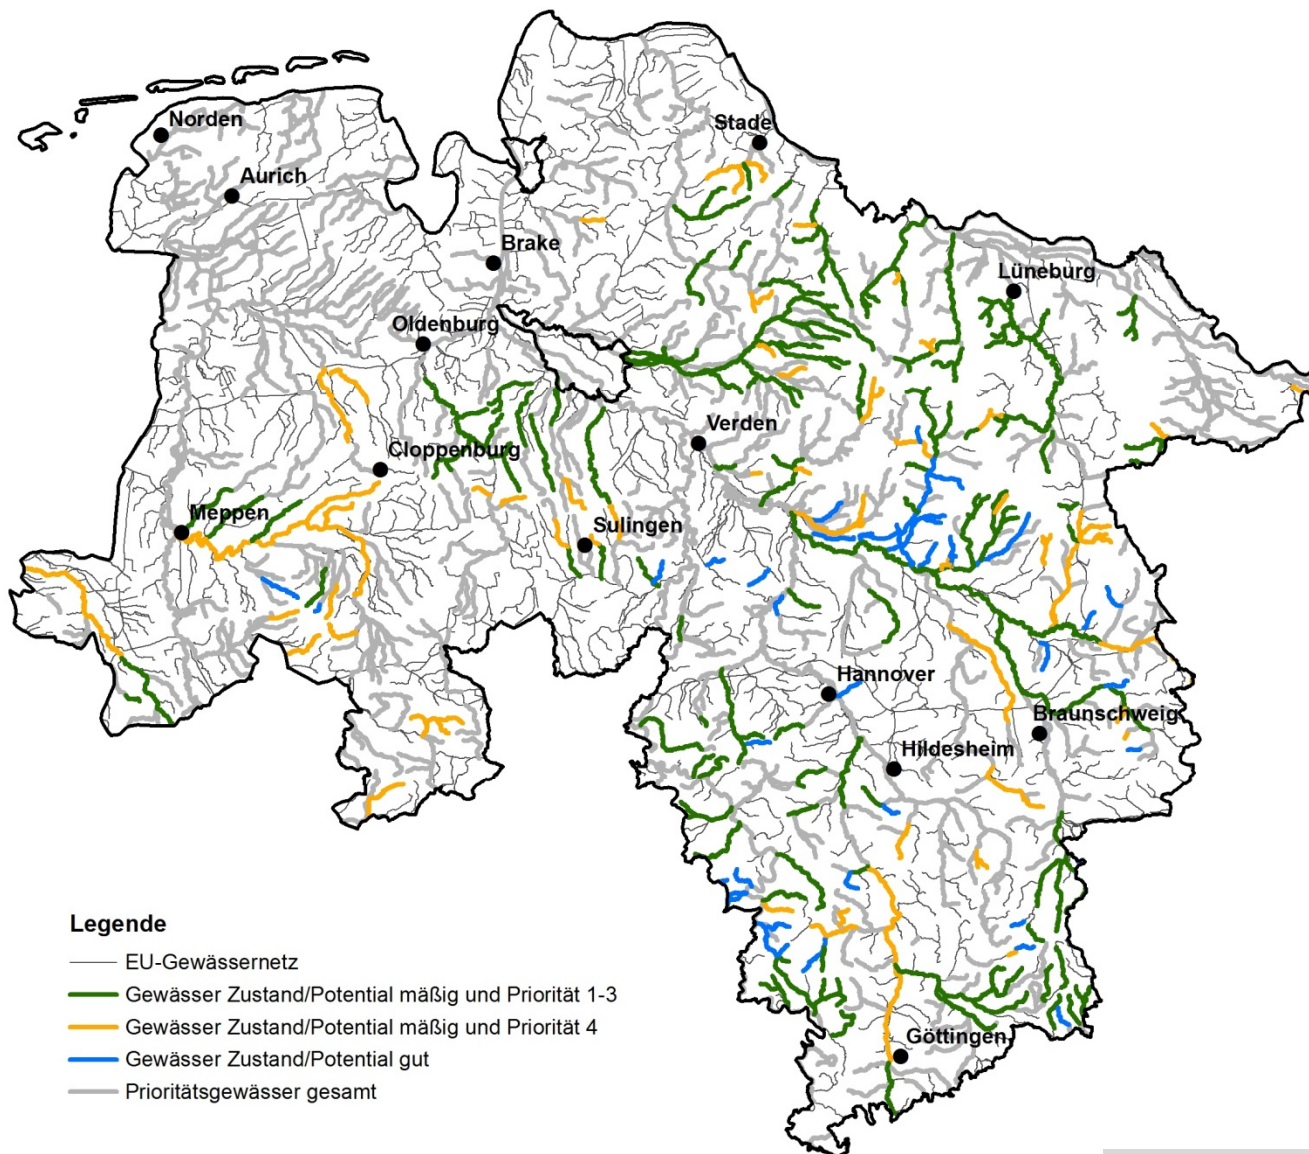 Norden
Stade
Aurich
Brake
Lüneburg
Oldenburg
Verden
Cloppenburg
Meppen
Sulingen
Hannover
Braunschweig
Hildesheim
Göttingen
Legende
EU-Gewässernetz
Gewässer Zustand/Potential mäßig und Priorität 1-3
Gewässer Zustand/Potential mäßig und Priorität 4
Gewässer Zustand/Potential gut
Prioritätsgewässer gesamt